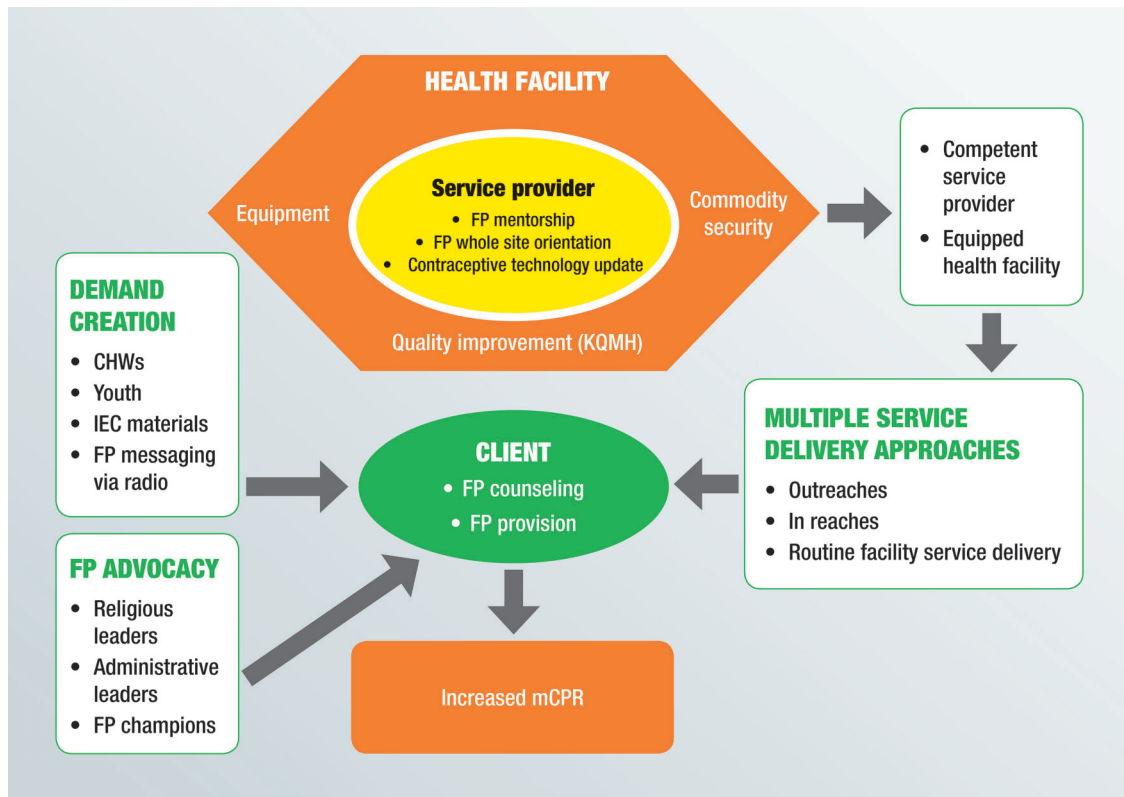 HEALTH FACILITY
Service provider
• FP mentorship
• FP whole site orientation
• Contraceptive technology update
Equipment
Commodity
security
Quality improvement (KQMH)
• Competent
service
provider
• Equipped
health facility
DEMAND
CREATION
• CHWs
• Youth
• IEC materials
• FP messaging
via radio
CLIENT
• FP counseling
• FP provision
MULTIPLE SERVICE
DELIVERY APPROACHES
• Outreaches
• In reaches
• Routine facility service delivery
FP ADVOCACY
• Religious
leaders
• Administrative
leaders
• FP champions
Increased mCPR